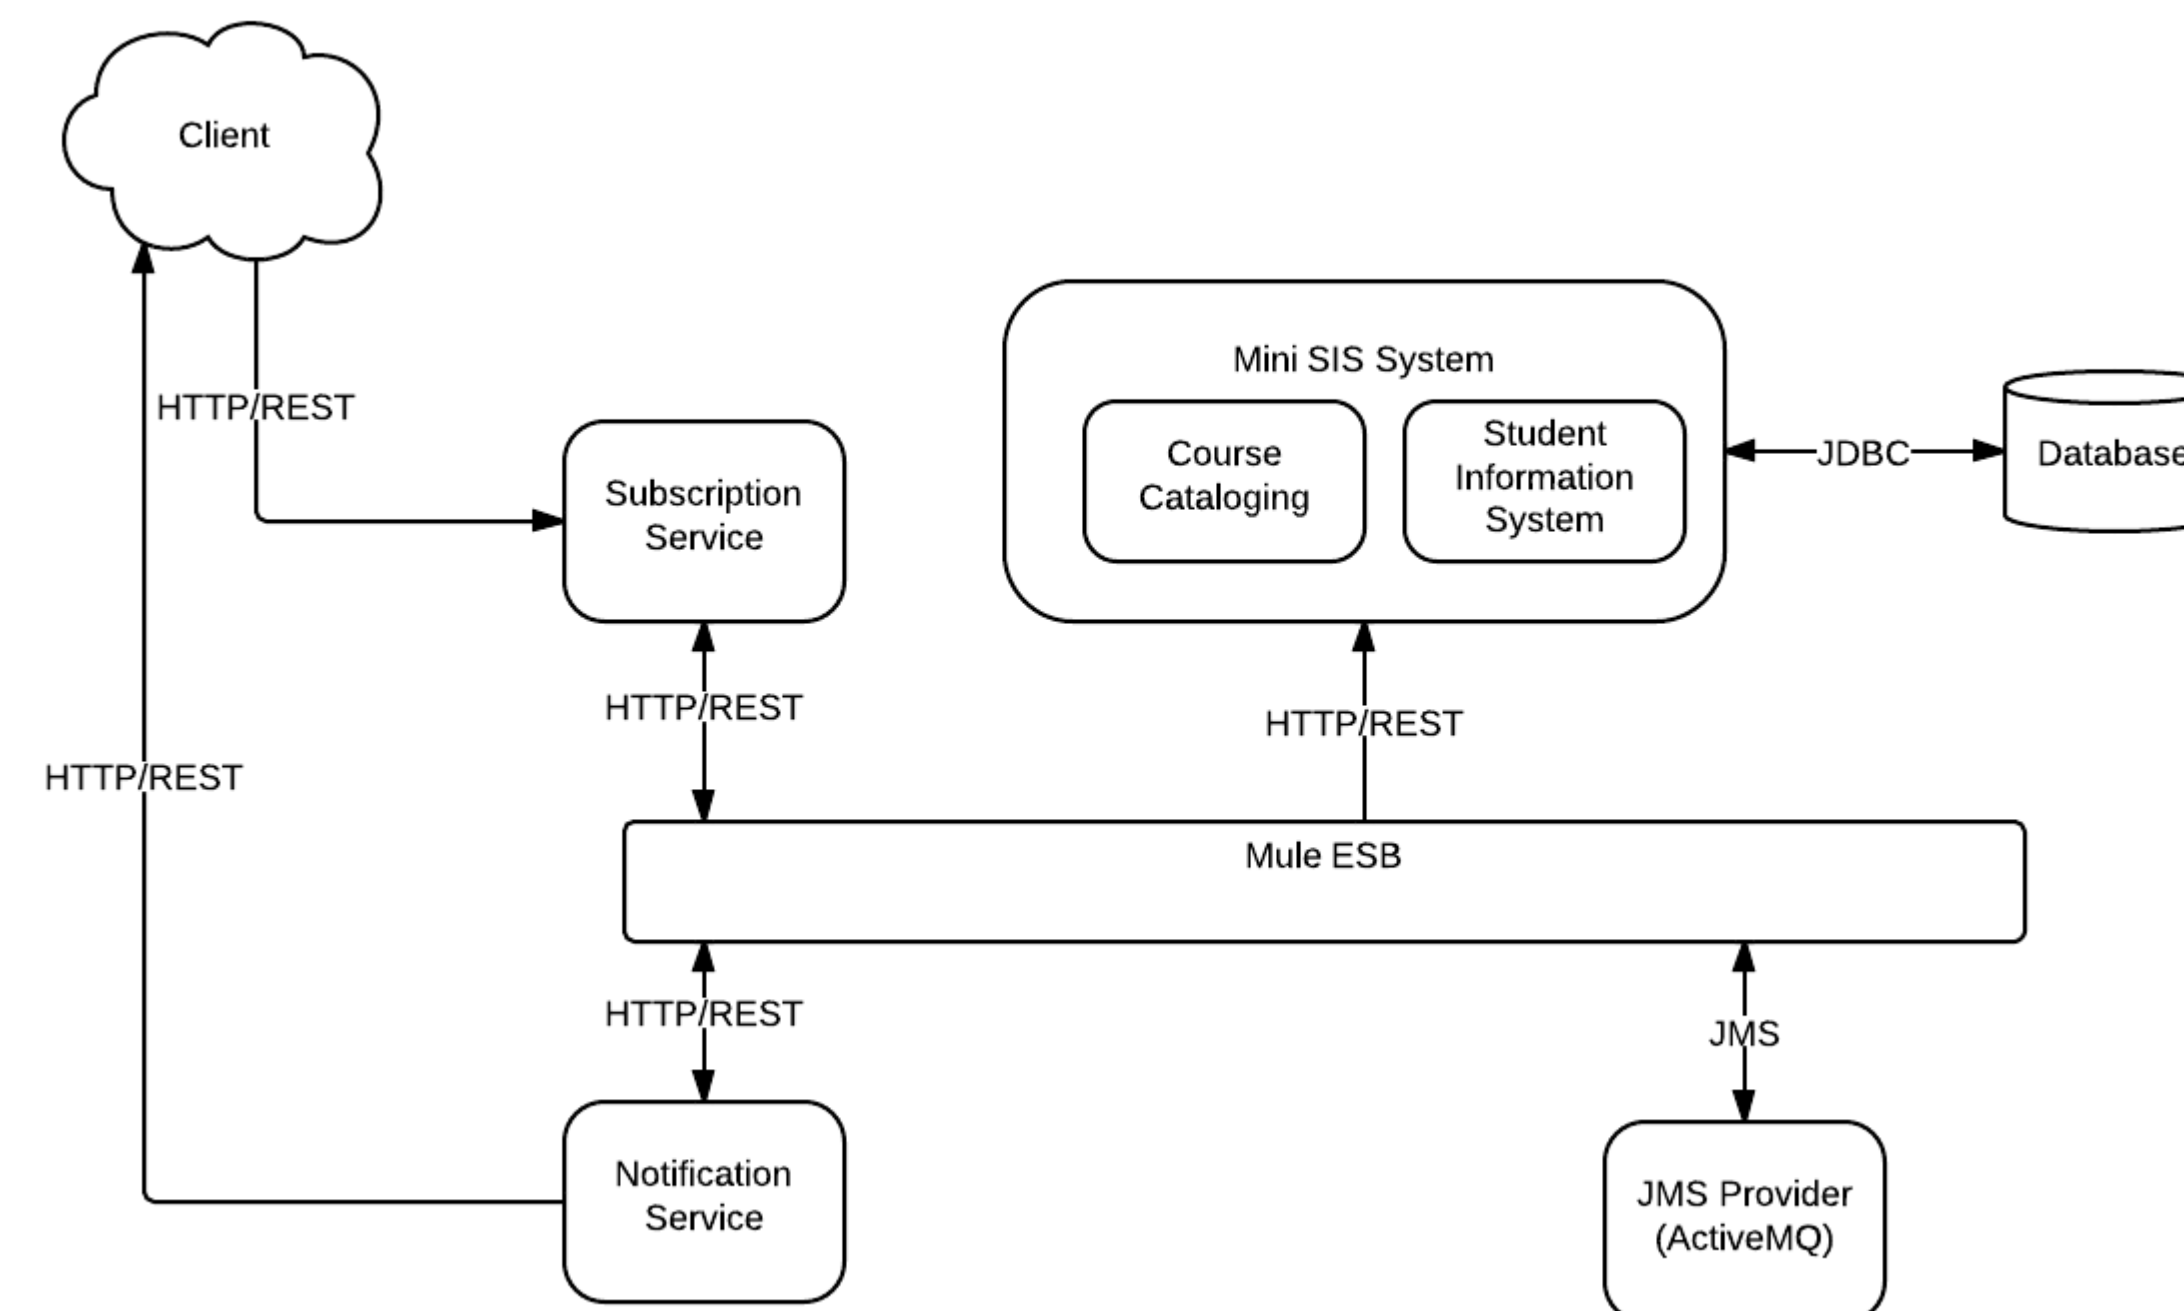 Client
HTTP/REST
Subscription
Service
Mini SIS System
Course
Cataloging
Student
Information
System
JDBC
Database
HTTP/REST
HTTP/REST
HTTP/REST
Mule ESB
HTTP/REST
JMS
Notification
Service
JMS Provider
(ActiveMQ)